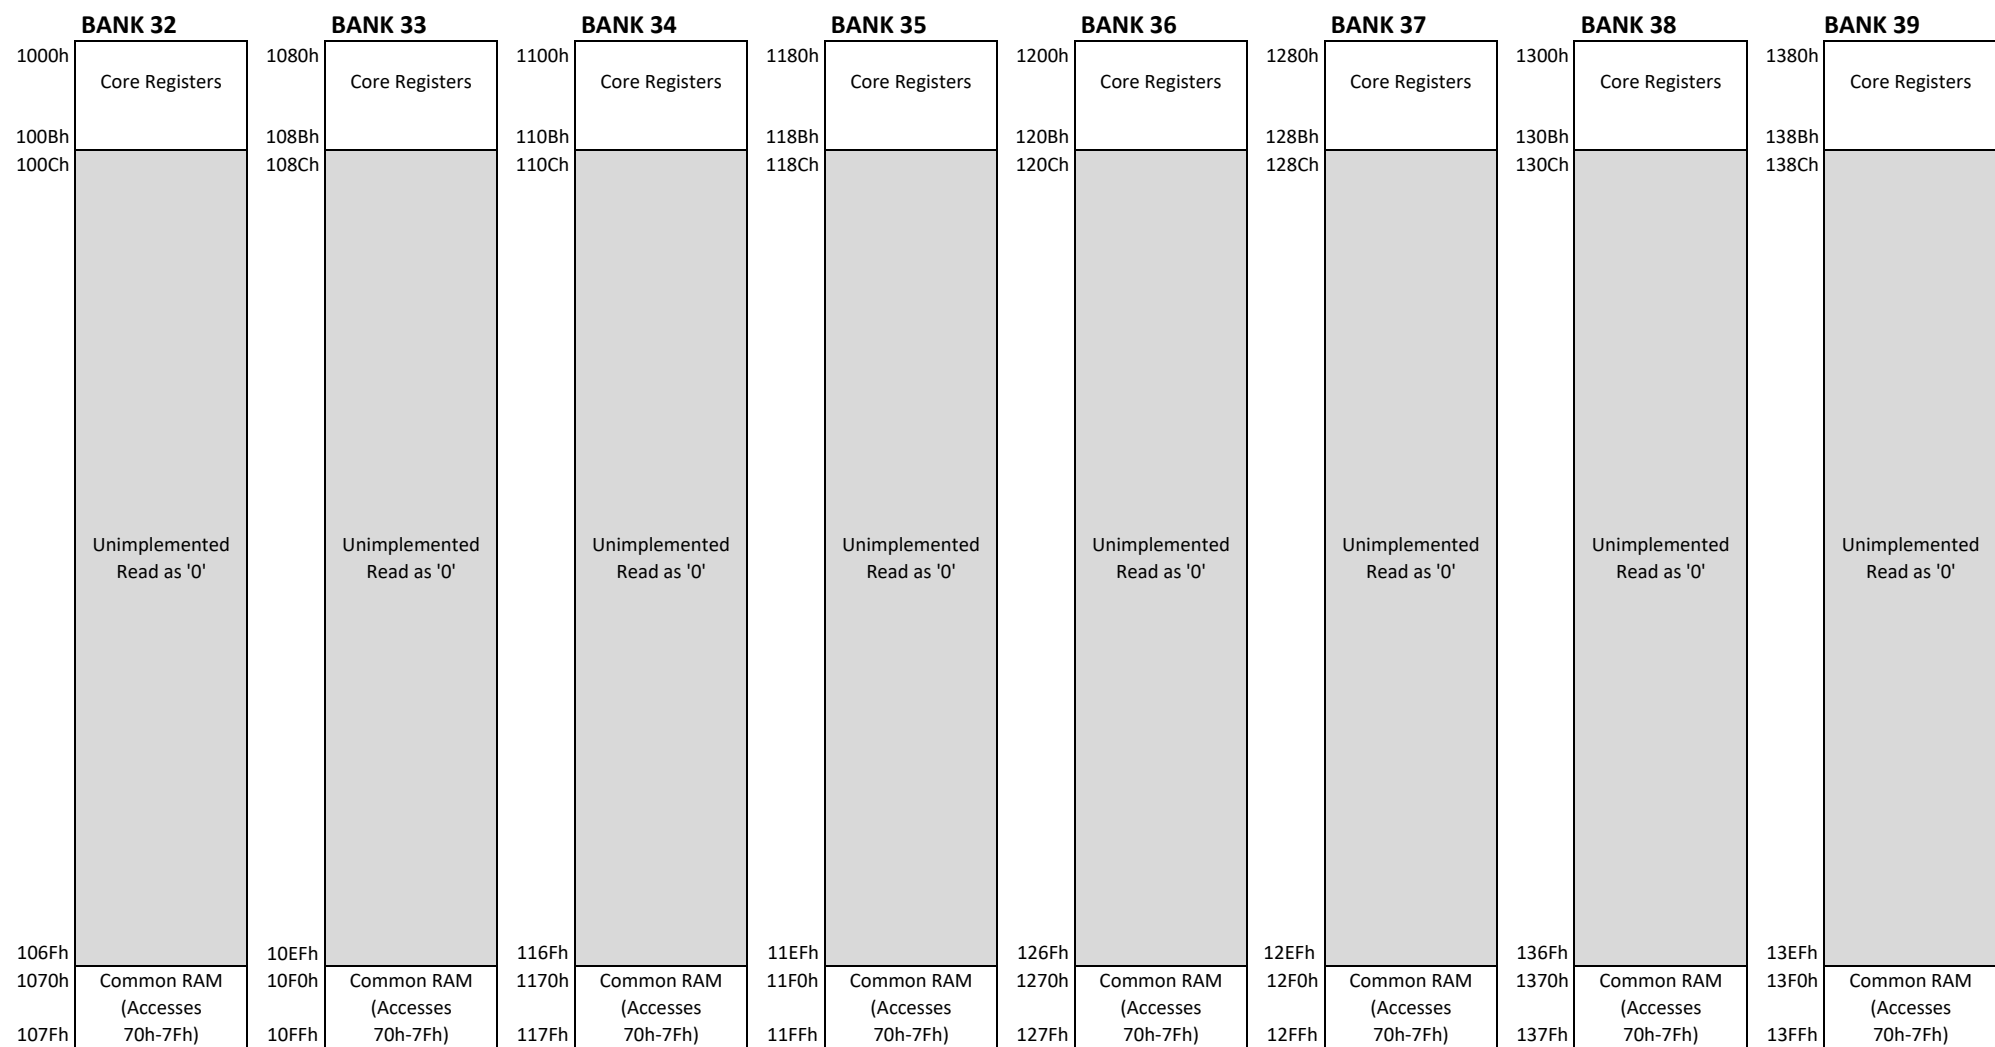 BANK 32 BANK 33 BANK 34 BANK 35 BANK 36 BANK 37 BANK 38 BANK 39
1000h 1080h 1100h 1180h 1200h 1280h 1300h 1380h
Core Registers Core Registers Core Registers Core Registers Core Registers Core Registers Core Registers Core Registers
100Bh 108Bh 110Bh 118Bh 120Bh 128Bh 130Bh 138Bh
100Ch 108Ch 110Ch 118Ch 120Ch 128Ch 130Ch 138Ch
Unimplemented Unimplemented Unimplemented Unimplemented Unimplemented Unimplemented Unimplemented Unimplemented
Read as '0' Read as '0' Read as '0' Read as '0' Read as '0' Read as '0' Read as '0' Read as '0'
106Fh 10EFh 116Fh 11EFh 126Fh 12EFh 136Fh 13EFh
1070h Common RAM 10F0h Common RAM 1170h Common RAM 11F0h Common RAM 1270h Common RAM 12F0h Common RAM 1370h Common RAM 13F0h Common RAM
(Accesses (Accesses (Accesses (Accesses (Accesses (Accesses (Accesses (Accesses
107Fh 70h-7Fh) 10FFh 70h-7Fh) 117Fh 70h-7Fh) 11FFh 70h-7Fh) 127Fh 70h-7Fh) 12FFh 70h-7Fh) 137Fh 70h-7Fh) 13FFh 70h-7Fh)